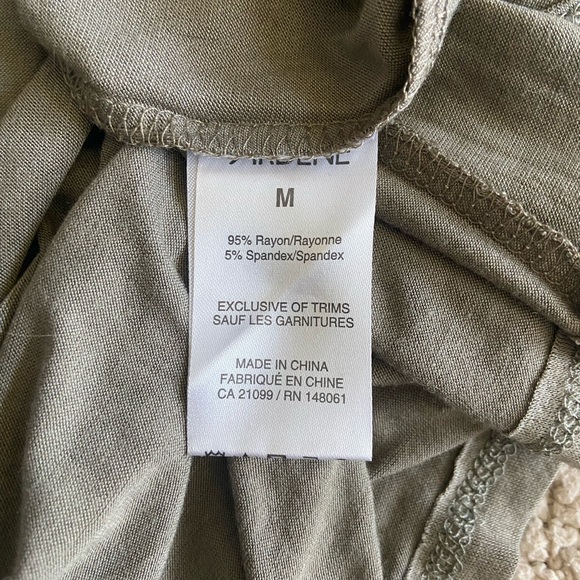 ARDENE
M
95% Rayon/Rayonne
5% Spandex/Spandex
EXCLUSIVE OF TRIMS
SAUF LES GARNITURES
MADE IN CHINA
FABRIQUÉ EN CHINE
CA 21099 / RN 148061